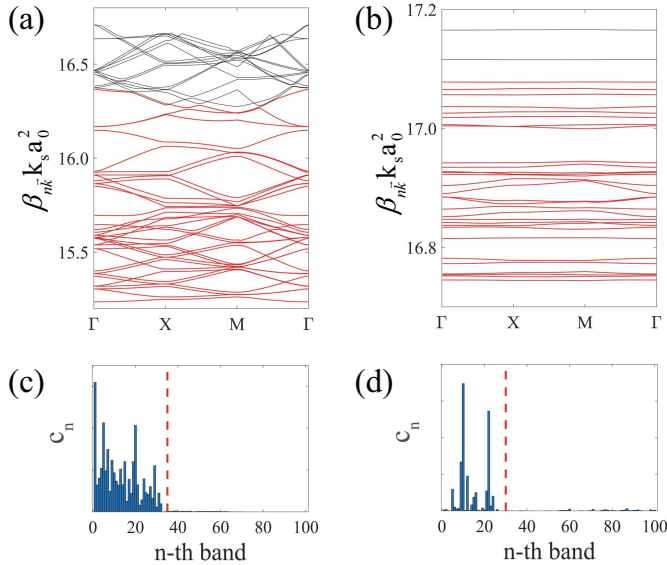 (a)
16.5
16.0
15.5
β_{nk̄} k_s a_0^2
Γ X M Γ
(b)
17.2
17.0
16.8
β_{nk̄} k_s a_0^2
Γ X M Γ
(c)
c_n
0 20 40 60 80 100
n-th band
(d)
c_n
0 20 40 60 80 100
n-th band